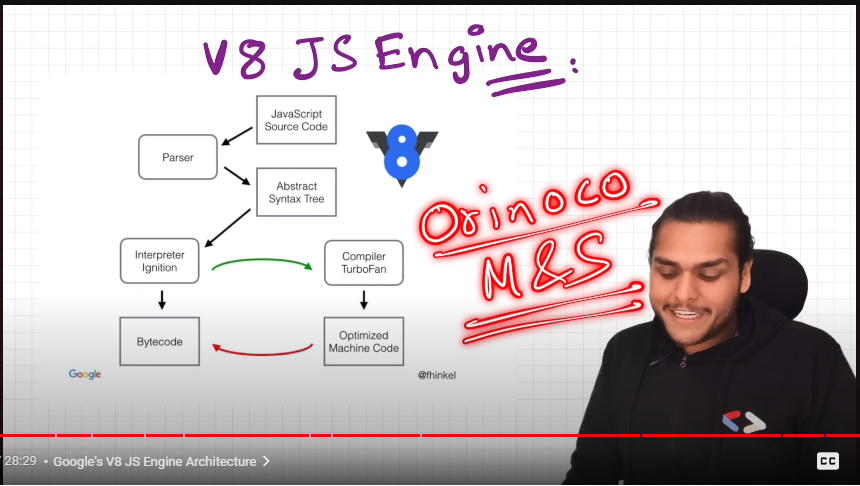 V8 JS Engine :
JavaScript
Source Code
Parser
8
Abstract
Syntax Tree
Orinoco
M&S
Interpreter
Ignition
Compiler
TurboFan
Bytecode
Optimized
Machine Code
Google
@fhinkel
28:29 • Google's V8 JS Engine Architecture >
CC